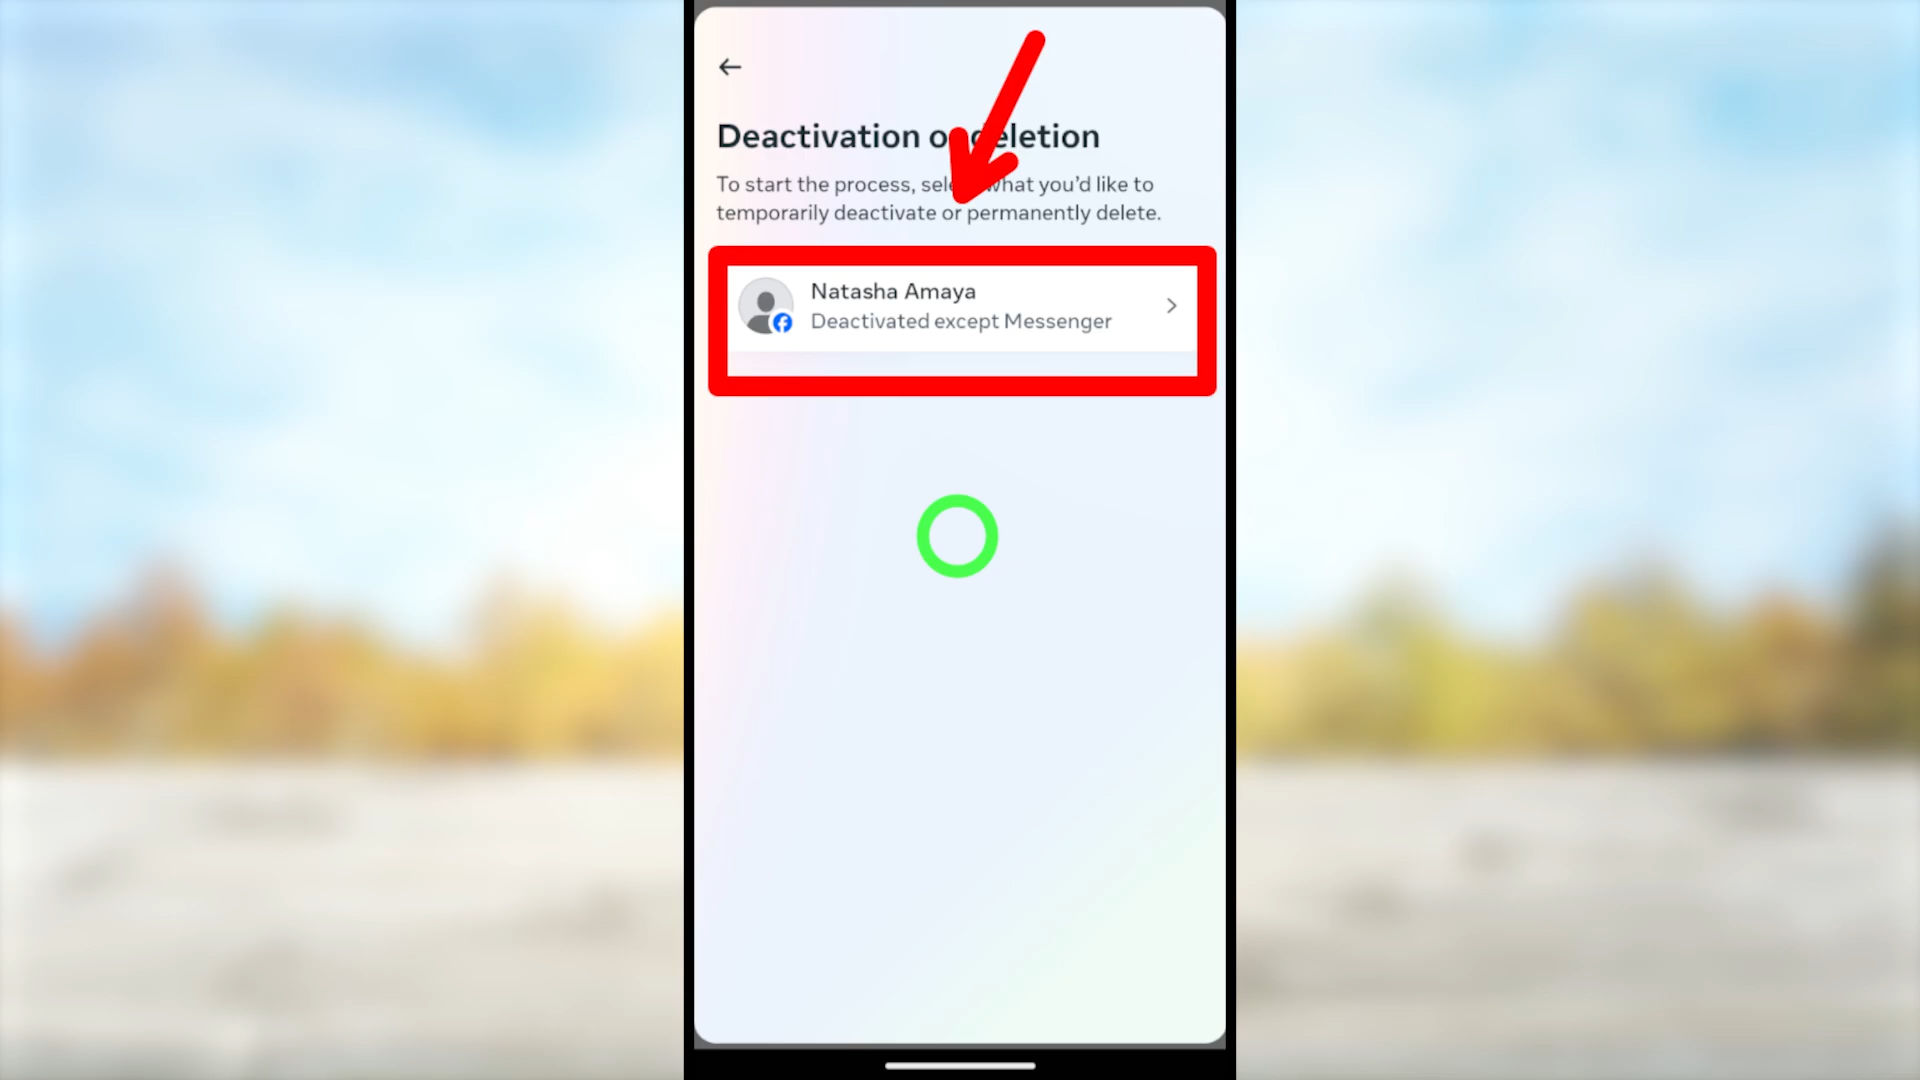 Deactivation or deletion
To start the process, select what you'd like to
temporarily deactivate or permanently delete.
Natasha Amaya
Deactivated except Messenger